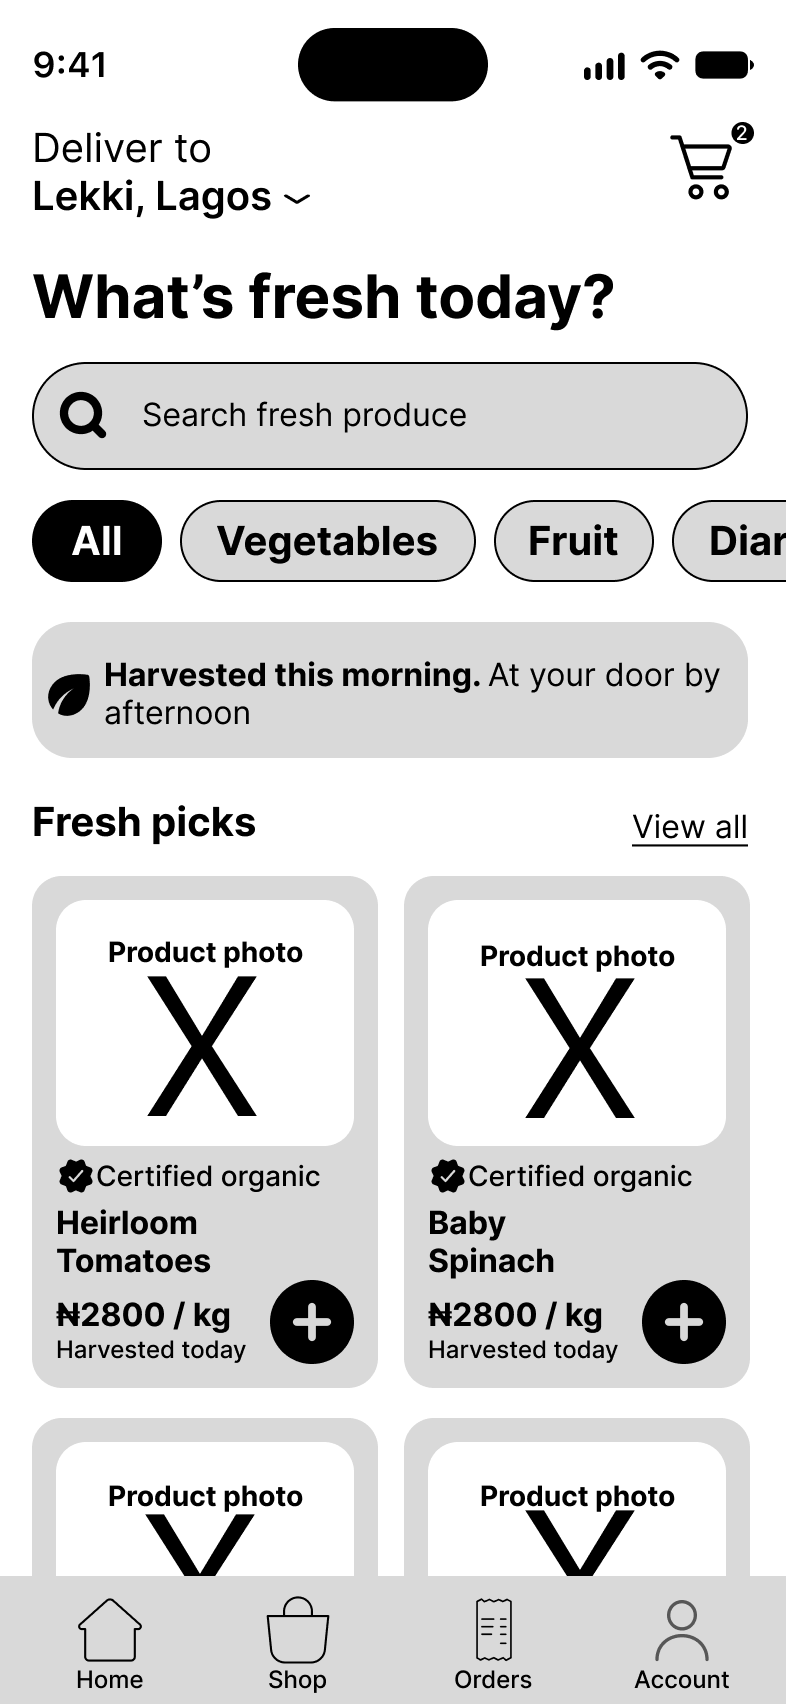 9:41
Deliver to
2
Lekki, Lagos
What’s fresh today?
Search fresh produce
All Vegetables Fruit Diar
Harvested this morning. At your door by
afternoon
Fresh picks View all
Product photo Product photo
X X
Certified organic Certified organic
Heirloom Baby
Tomatoes Spinach
₦2800 / kg ₦2800 / kg
Harvested today Harvested today
Product photo Product photo
Home Shop Orders Account